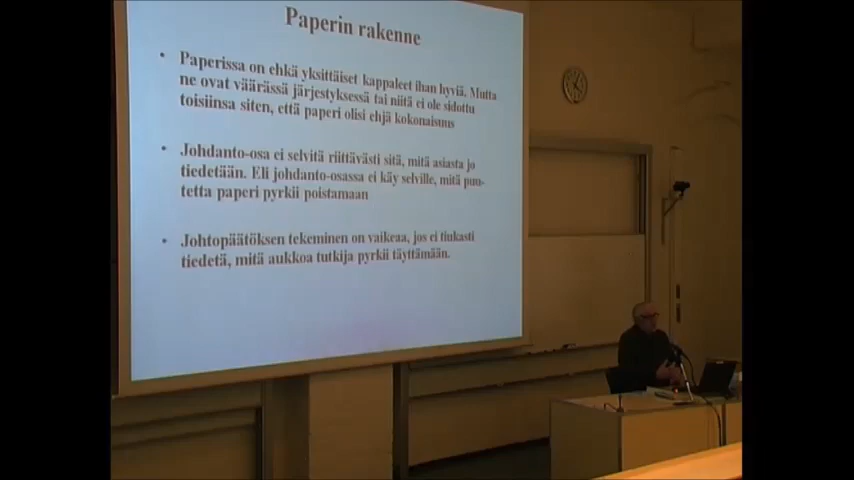 Paperin rakenne
• Paperissa on ehkä yksittäiset kappaleet ihan hyviä, Mutta
ne ovat väärässä järjestyksessä tai niitä ei ole sidottu
toisiinsa siten, että paperi olisi ehjä kokonaisuus
• Johdanto-osa ei selvitä riittävästi sitä, mitä asiasta jo
tiedetään. Eli johdanto-osassa ei käy selville, mitä puu-
tetta paperi pyrkii poistamaan
• Johtopäätöksen tekeminen on vaikeaa, jos ei tiukasti
tiedetä, mitä aukkoa tutkija pyrkii täyttämään.